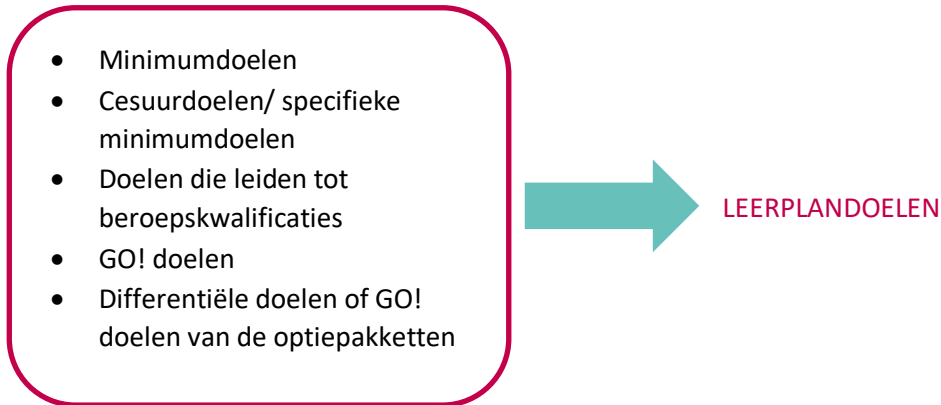 • Minimumdoelen
• Cesuurdoelen/ specifieke
minimumdoelen
• Doelen die leiden tot
beroepskwalificaties
• GO! doelen
• Differentiële doelen of GO!
doelen van de optiepakketten
LEERPLANDOELEN